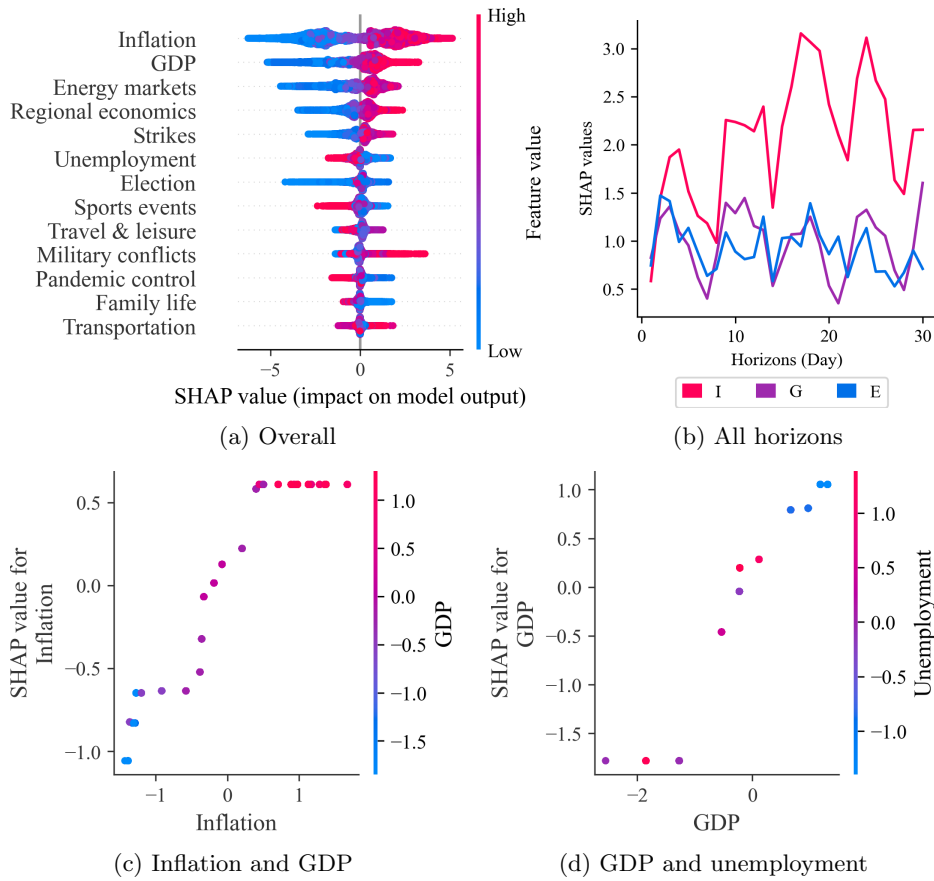 Inflation
GDP
Energy markets
Regional economics
Strikes
Unemployment
Election
Sports events
Travel & leisure
Military conflicts
Pandemic control
Family life
Transportation
−5 0 5
SHAP value (impact on model output)
High
Low
Feature value
(a) Overall
3.0
2.5
2.0
1.5
1.0
0.5
SHAP values
0 10 20 30
Horizons (Day)
I G E
(b) All horizons
0.5
0.0
−0.5
−1.0
SHAP value for
Inflation
−1 0 1
Inflation
1.0
0.5
0.0
−0.5
−1.0
−1.5
GDP
(c) Inflation and GDP
1.0
0.5
0.0
−0.5
−1.0
−1.5
SHAP value for
GDP
−2 0
GDP
1.0
0.5
0.0
−0.5
−1.0
Unemployment
(d) GDP and unemployment